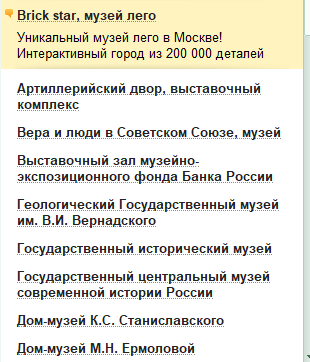 Brick star, музей лего
Уникальный музей лего в Москве!
Интерактивный город из 200 000 деталей
Артиллерийский двор, выставочный
комплекс
Вера и люди в Советском Союзе, музей
Выставочный зал музейно-
экспозиционного фонда Банка России
Геологический Государственный музей
им. В.И. Вернадского
Государственный исторический музей
Государственный центральный музей
современной истории России
Дом-музей К.С. Станиславского
Дом-музей М.Н. Ермоловой